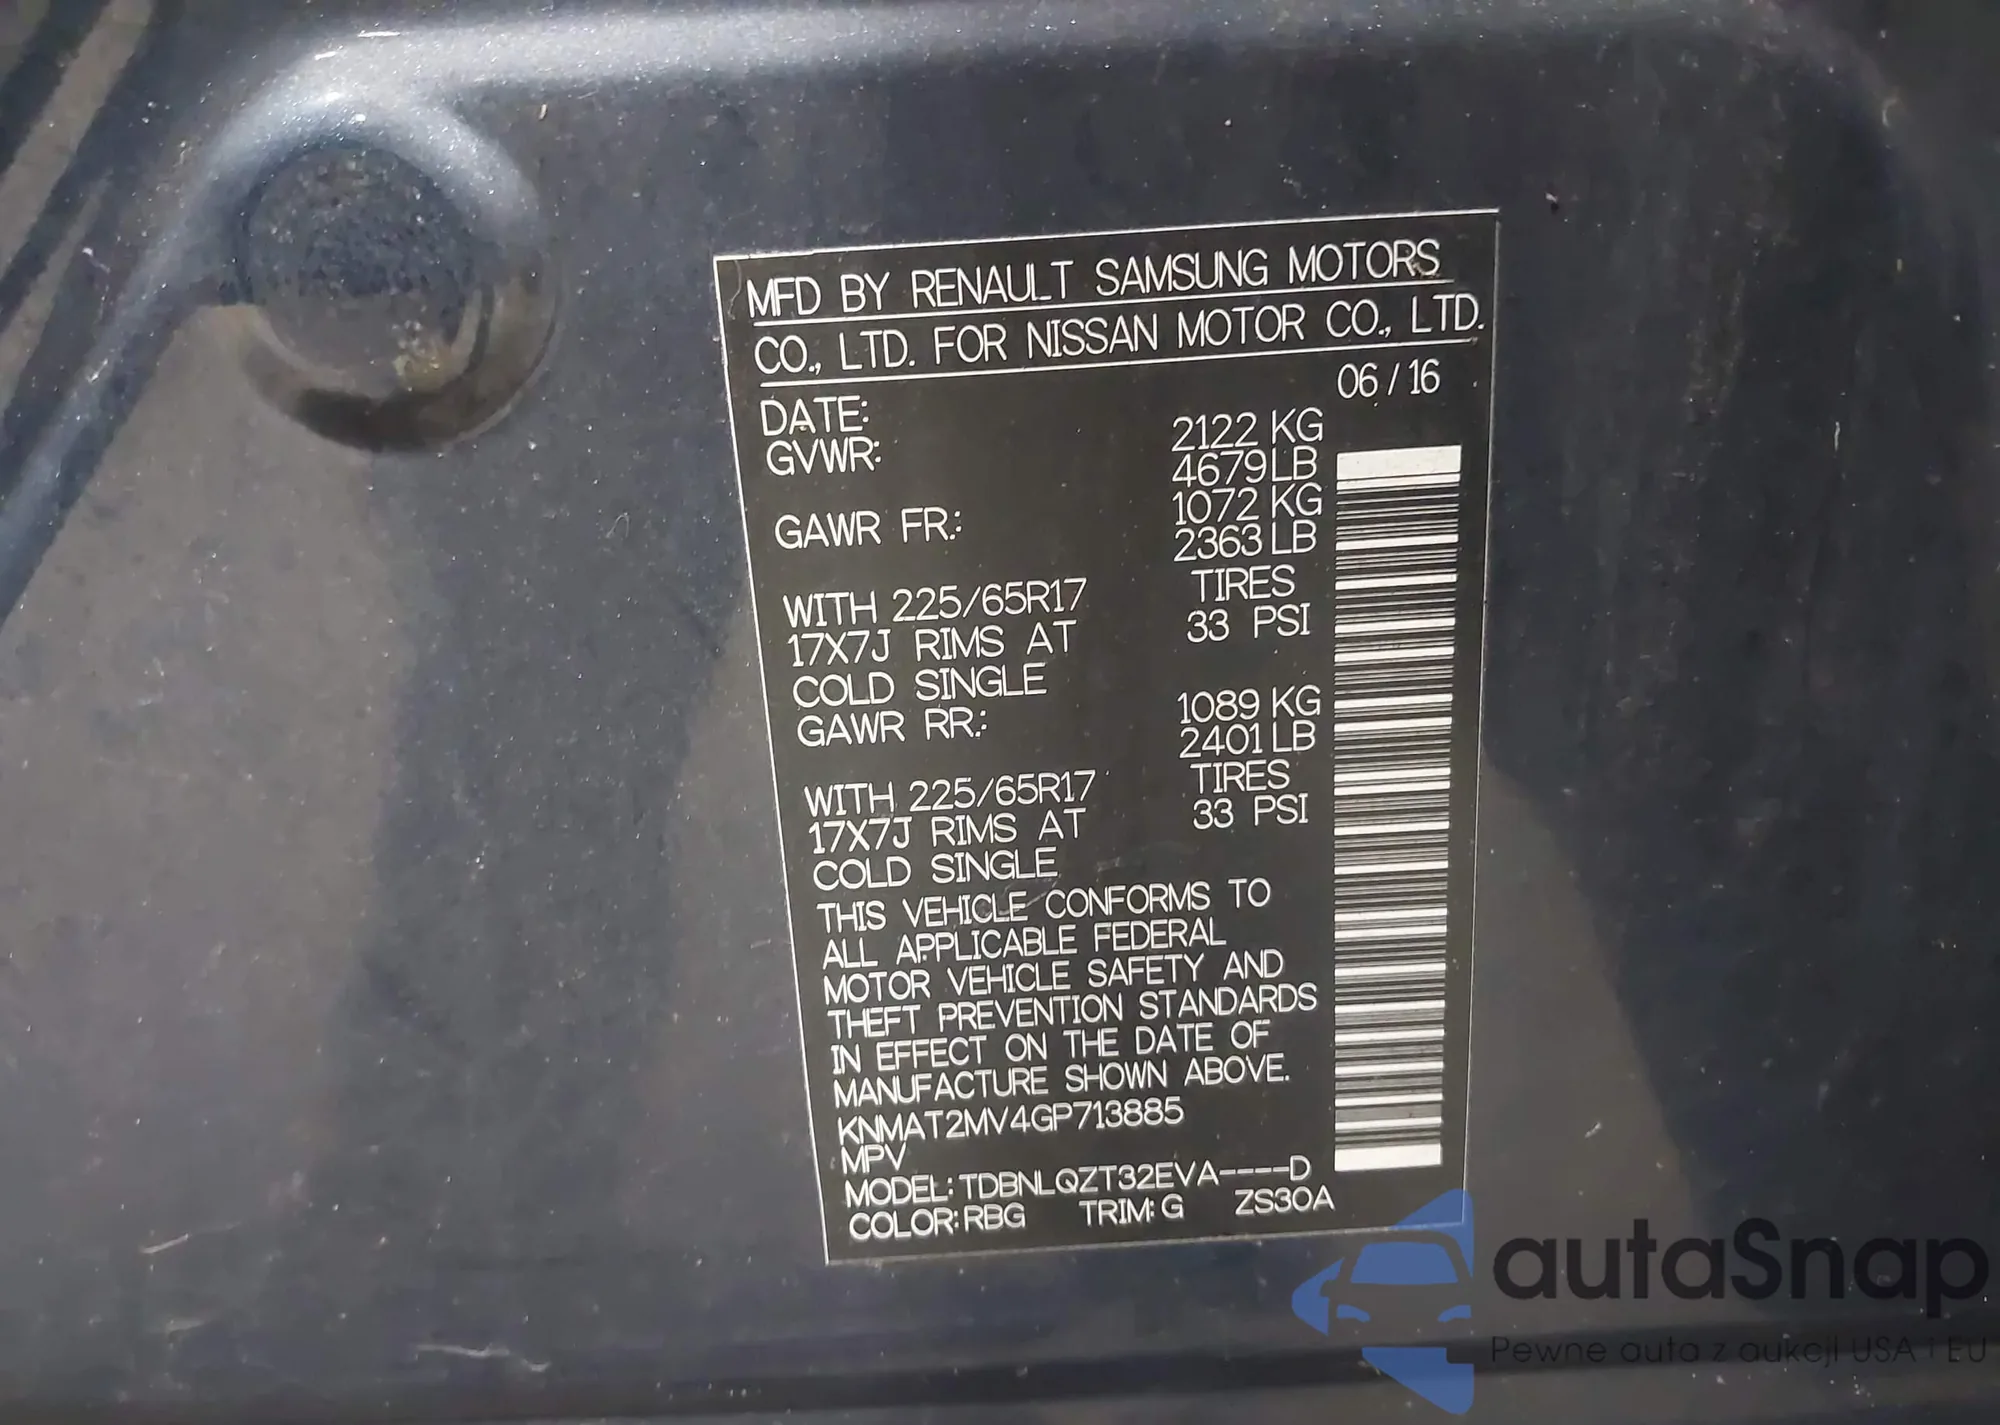 MFD BY RENAULT SAMSUNG MOTORS
CO., LTD. FOR NISSAN MOTOR CO., LTD.
DATE: 06 / 16
GVWR: 2122 KG
4679 LB
GAWR FR.: 1072 KG
2363 LB
WITH 225/65R17 TIRES
17X7J RIMS AT 33 PSI
COLD SINGLE
GAWR RR.: 1089 KG
2401 LB
WITH 225/65R17 TIRES
17X7J RIMS AT 33 PSI
COLD SINGLE
THIS VEHICLE CONFORMS TO
ALL APPLICABLE FEDERAL
MOTOR VEHICLE SAFETY AND
THEFT PREVENTION STANDARDS
IN EFFECT ON THE DATE OF
MANUFACTURE SHOWN ABOVE.
KNMAT2MV4GP713885
MPV
MODEL: TDBNLQZT32EVA----D
COLOR: RBG TRIM: G ZS30A
autaSnap
Pewne auta z aukcji USA i EU